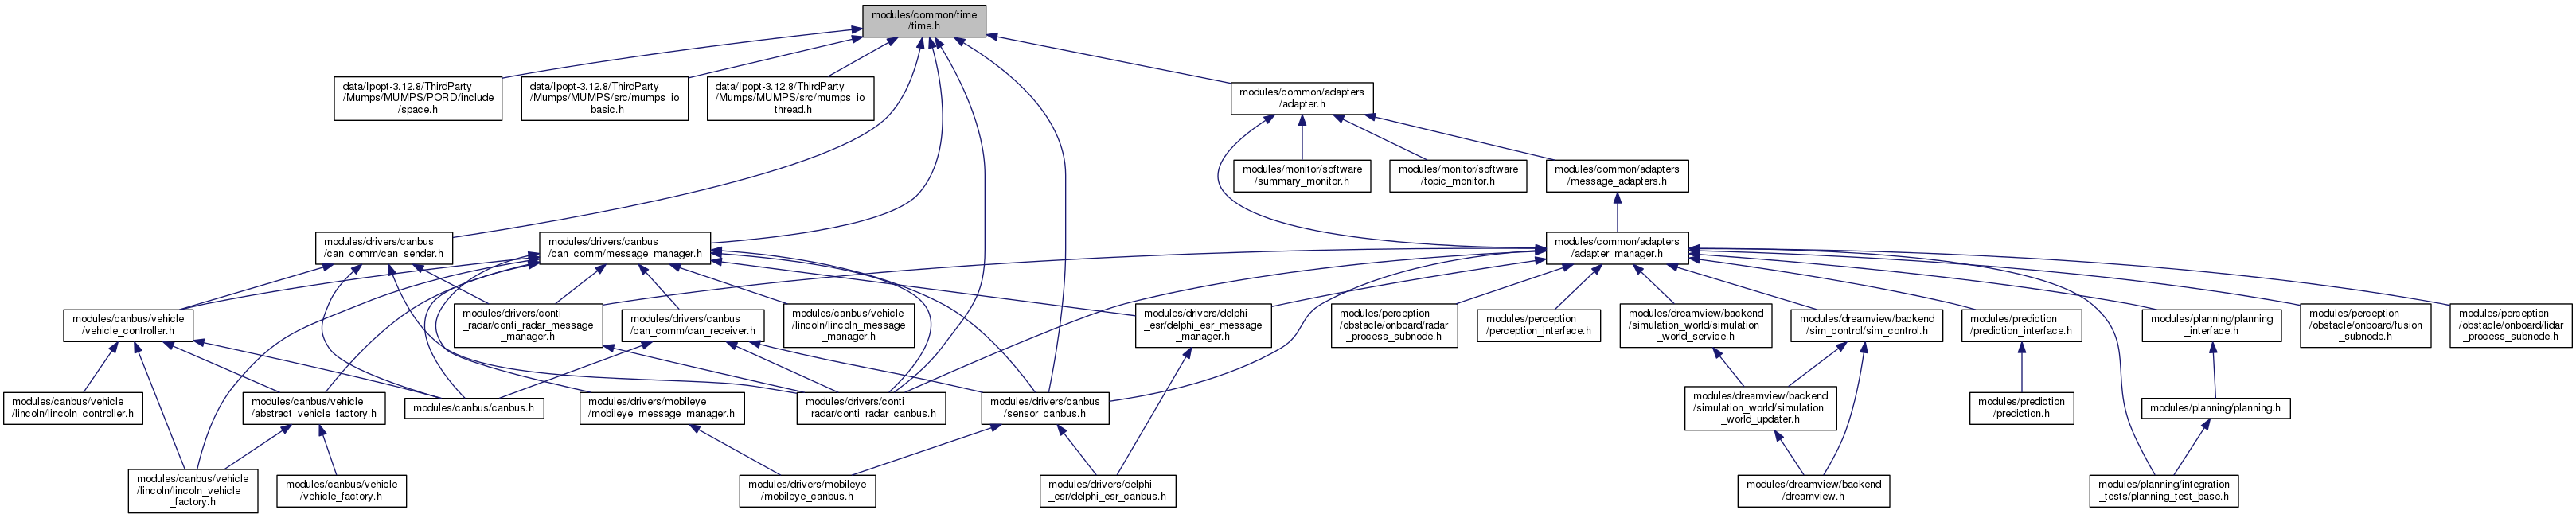 modules/common/time
/time.h
data/Ipopt-3.12.8/ThirdParty
/Mumps/MUMPS/PORD/include
/space.h
data/Ipopt-3.12.8/ThirdParty
/Mumps/MUMPS/src/mumps_io
_basic.h
data/Ipopt-3.12.8/ThirdParty
/Mumps/MUMPS/src/mumps_io
_thread.h
modules/common/adapters
/adapter.h
modules/monitor/software
/summary_monitor.h
modules/monitor/software
/topic_monitor.h
modules/common/adapters
/message_adapters.h
modules/drivers/canbus
/can_comm/can_sender.h
modules/drivers/canbus
/can_comm/message_manager.h
modules/common/adapters
/adapter_manager.h
modules/canbus/vehicle
/vehicle_controller.h
modules/drivers/conti
_radar/conti_radar_message
_manager.h
modules/drivers/canbus
/can_comm/can_receiver.h
modules/canbus/vehicle
/lincoln/lincoln_message
_manager.h
modules/drivers/delphi
_esr/delphi_esr_message
_manager.h
modules/perception
/obstacle/onboard/radar
_process_subnode.h
modules/perception
/perception_interface.h
modules/dreamview/backend
/simulation_world/simulation
_world_service.h
modules/dreamview/backend
/sim_control/sim_control.h
modules/prediction
/prediction_interface.h
modules/planning/planning
_interface.h
modules/perception
/obstacle/onboard/fusion
_subnode.h
modules/perception
/obstacle/onboard/lidar
_process_subnode.h
modules/canbus/vehicle
/lincoln/lincoln_controller.h
modules/canbus/vehicle
/abstract_vehicle_factory.h
modules/canbus/canbus.h
modules/drivers/mobileye
/mobileye_message_manager.h
modules/drivers/conti
_radar/conti_radar_canbus.h
modules/drivers/canbus
/sensor_canbus.h
modules/dreamview/backend
/simulation_world/simulation
_world_updater.h
modules/prediction
/prediction.h
modules/planning/planning.h
modules/canbus/vehicle
/lincoln/lincoln_vehicle
_factory.h
modules/canbus/vehicle
/vehicle_factory.h
modules/drivers/mobileye
/mobileye_canbus.h
modules/drivers/delphi
_esr/delphi_esr_canbus.h
modules/dreamview/backend
/dreamview.h
modules/planning/integration
_tests/planning_test_base.h